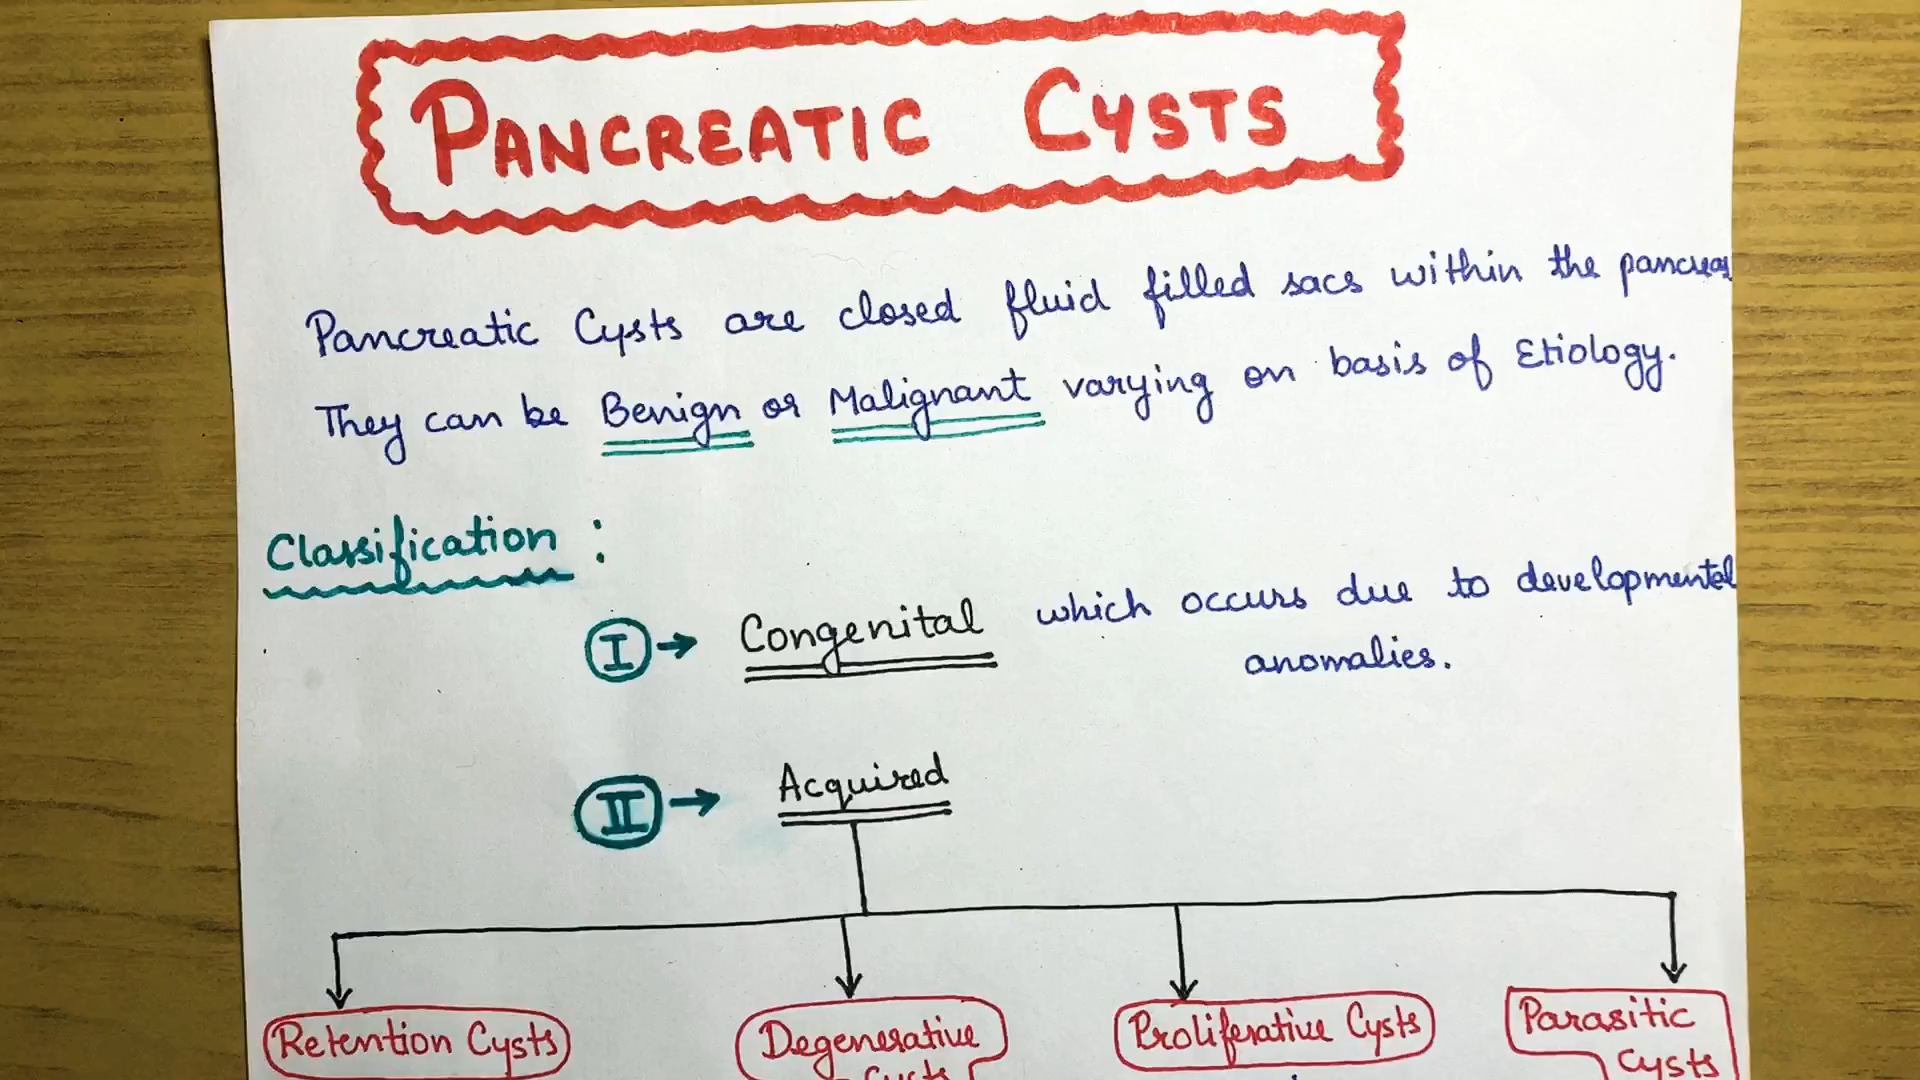 PANCREATIC CYSTS
Pancreatic Cysts are closed fluid filled sacs within the pancreas
They can be Benign or Malignant varying on basis of Etiology.
Classification :
I → Congenital which occurs due to developmental
anomalies.
II → Acquired
Retention Cysts Degenerative Cysts Proliferative Cysts Parasitic Cysts